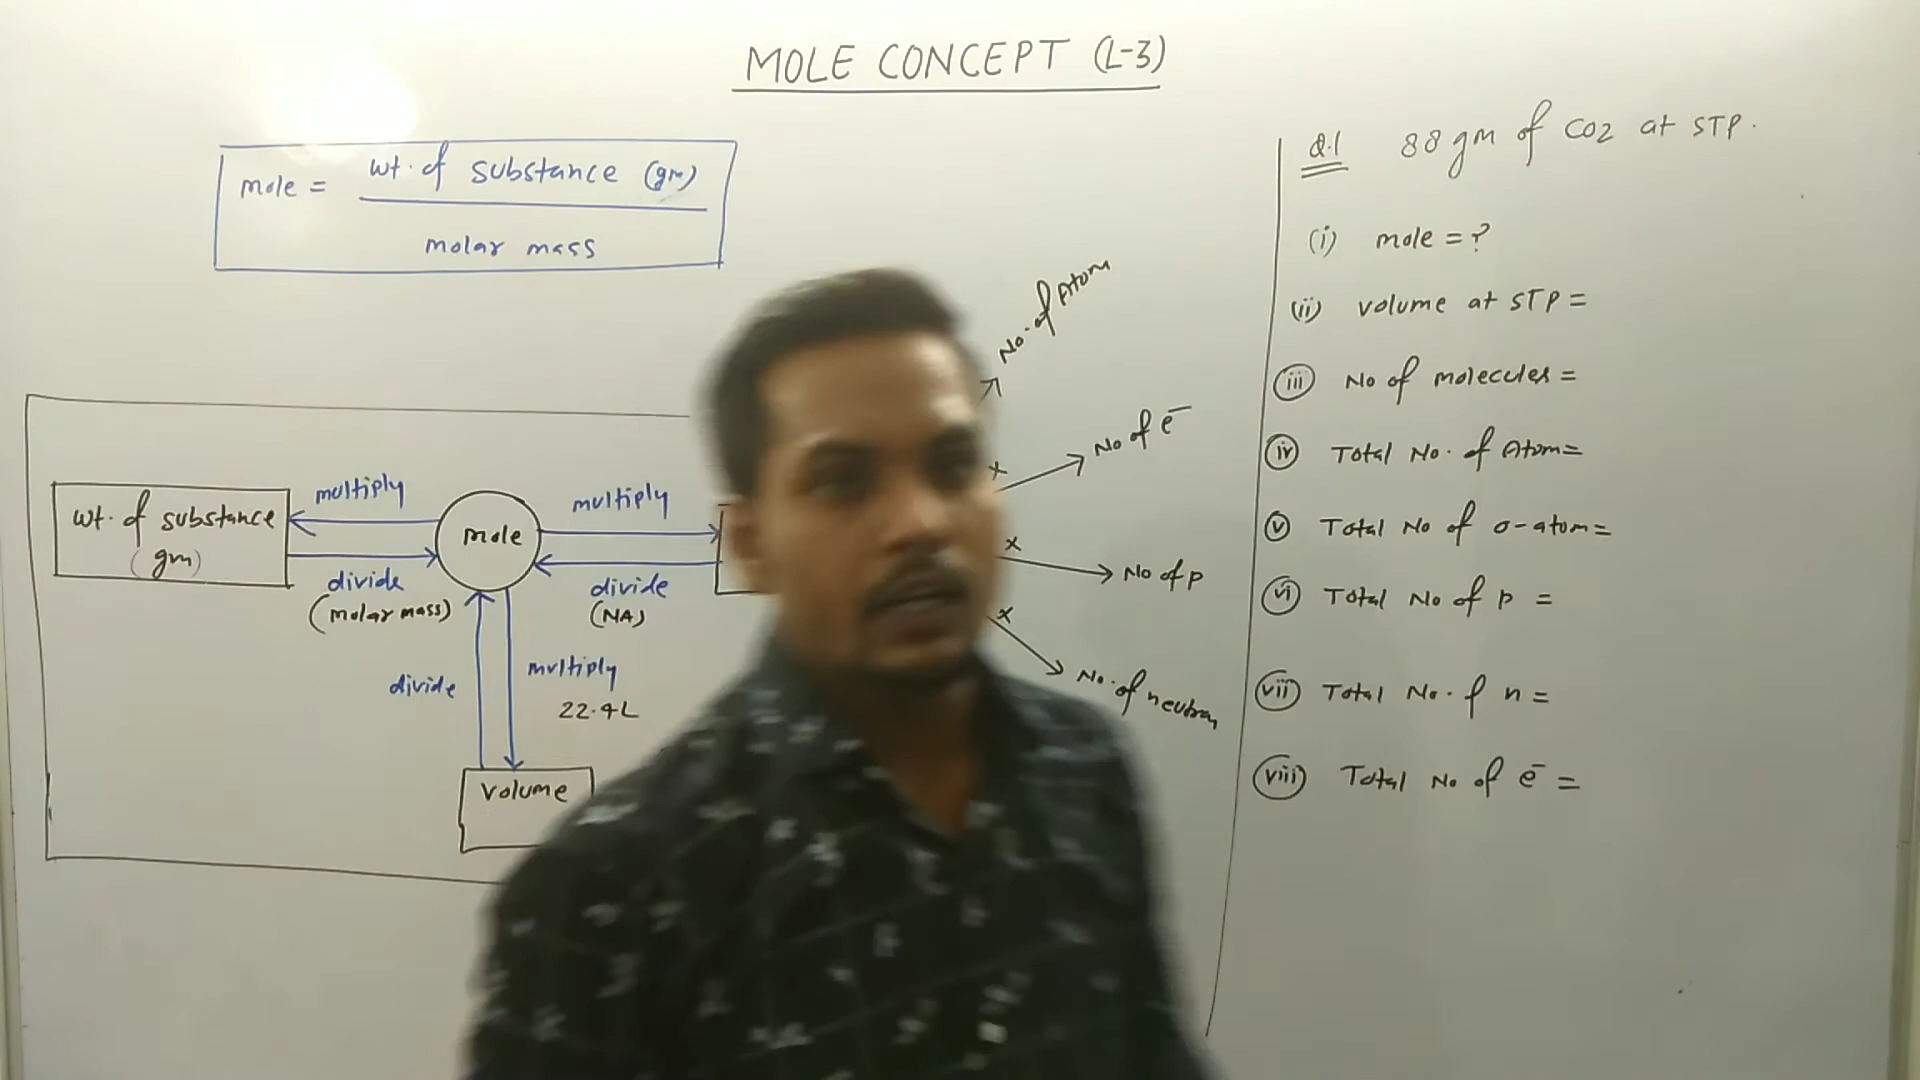 MOLE CONCEPT (L-3)
mole = wt. of substance (gm)
molar mass
No. of Atom
No of e⁻
No of p
No. of neutron
x
x
x
wt. of substance
(gm)
multiply
divide
(molar mass)
mole
multiply
divide
(NA)
divide
multiply
22.4L
volume
Q.1 88 gm of CO2 at STP.
(i) mole = ?
(ii) volume at STP =
(iii) No of molecules =
(iv) Total No. of Atom =
(v) Total No of o-atom =
(vi) Total No of p =
(vii) Total No. of n =
(viii) Total No of e⁻ =